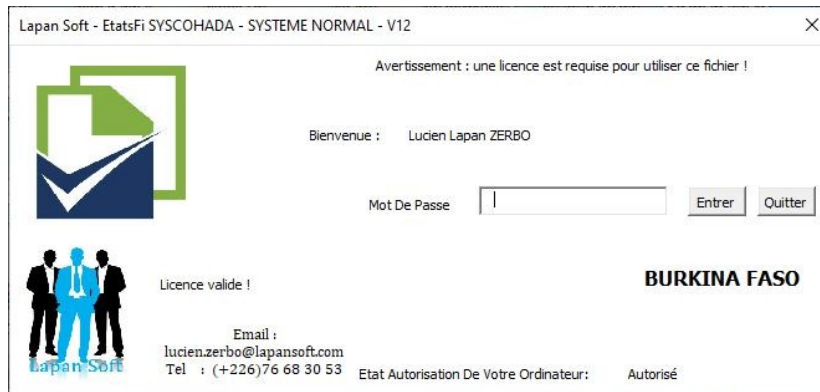 Lapan Soft - EtatsFi SYSCOHADA - SYSTEME NORMAL - V12
Avertissement : une licence est requise pour utiliser ce fichier !
Bienvenue : Lucien Lapan ZERBO
Mot De Passe
Entrer
Quitter
Licence valide !
BURKINA FASO
Email :
lucien.zerbo@lapansoft.com
Tel : (+226)76 68 30 53
Lapan Soft
Etat Autorisation De Votre Ordinateur: Autorisé